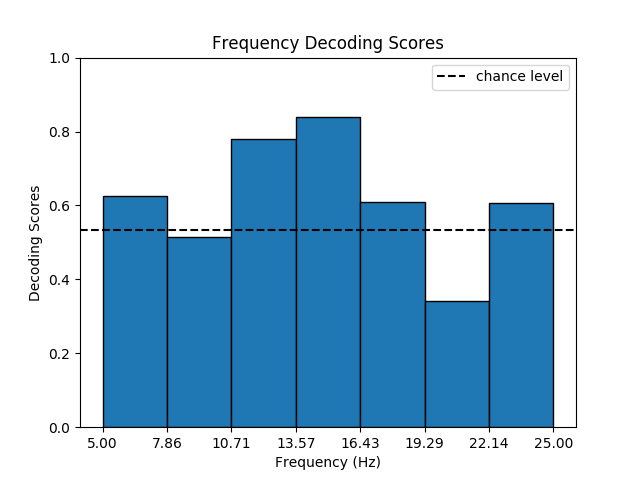 Frequency Decoding Scores
chance level
1.0
0.8
0.6
0.4
0.2
0.0
Decoding Scores
5.00 7.86 10.71 13.57 16.43 19.29 22.14 25.00
Frequency (Hz)